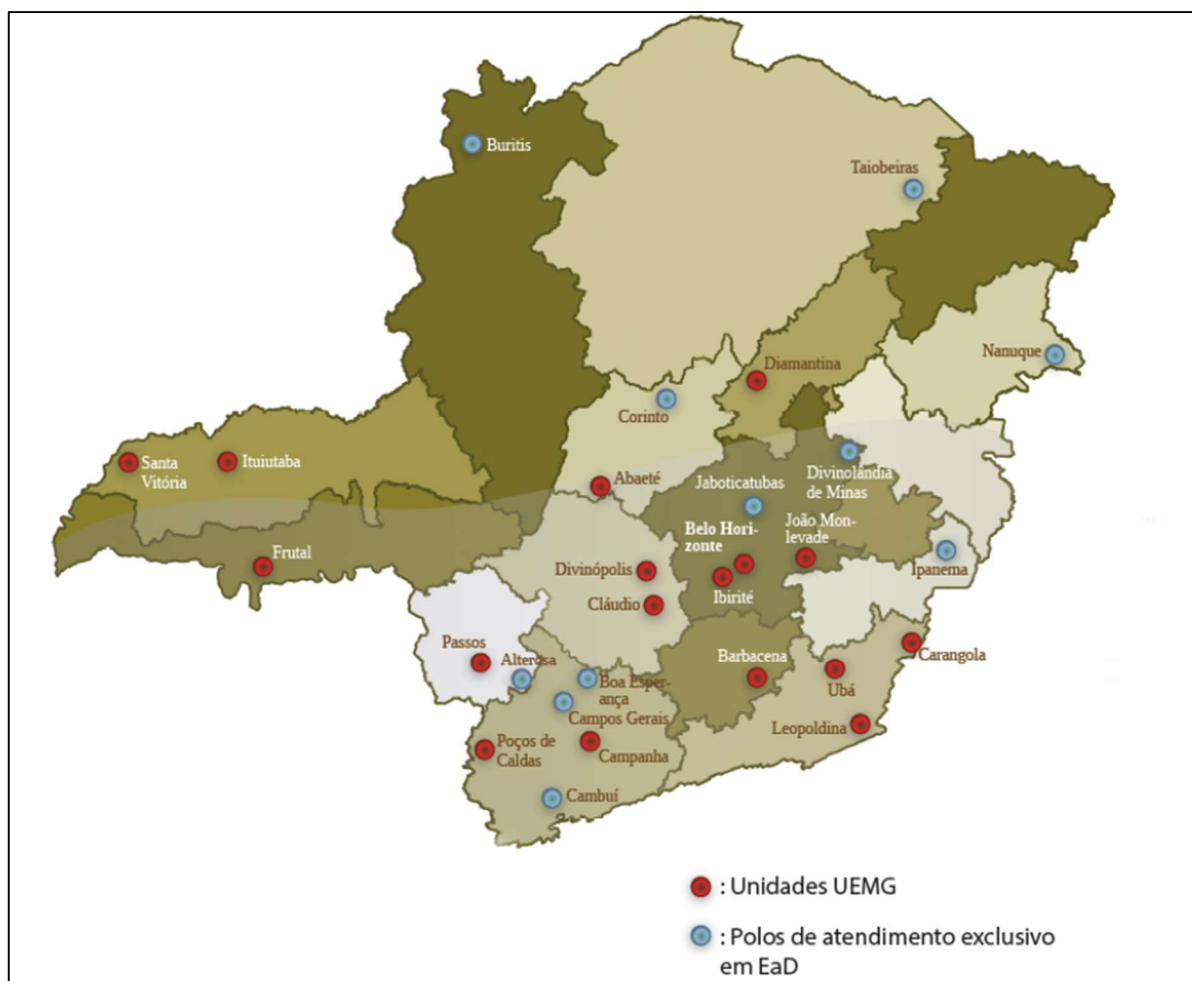 Buritis
Taiobeiras
Nanuque
Diamantina
Corinto
Santa
Vitória
Ituiutaba
Abaeté
Jaboticatubas
Divinolândia
de Minas
Belo Hori-
zonte
João Mon-
levade
Frutal
Divinópolis
Ipanema
Cláudio
Ibirité
Passos
Alterosa
Barbacena
Carangola
Boa Esper-
ança
Ubá
Campos Gerais
Leopoldina
Poços de
Caldas
Campanha
Cambuí
: Unidades UEMG
: Polos de atendimento exclusivo
em EaD